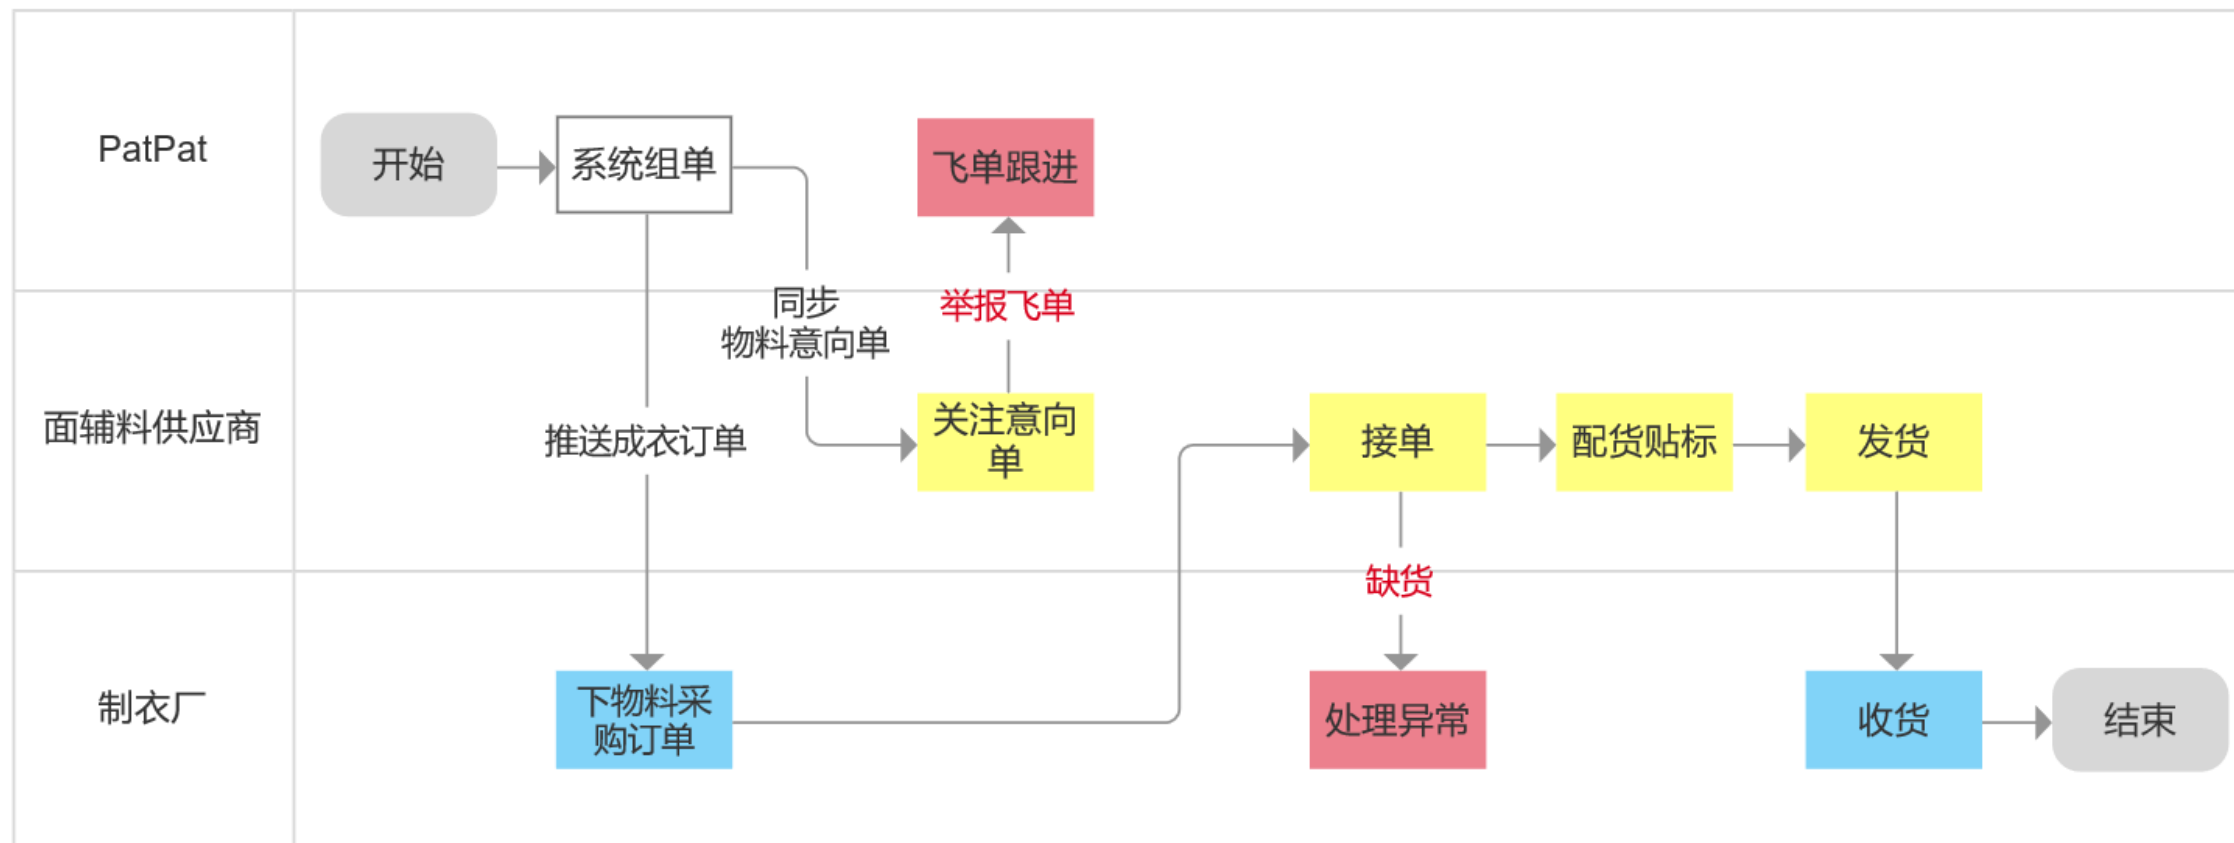 PatPat
开始
系统组单
飞单跟进
同步
物料意向单
举报飞单
面辅料供应商
推送成衣订单
关注意向
单
接单
配货贴标
发货
缺货
制衣厂
下物料采
购订单
处理异常
收货
结束